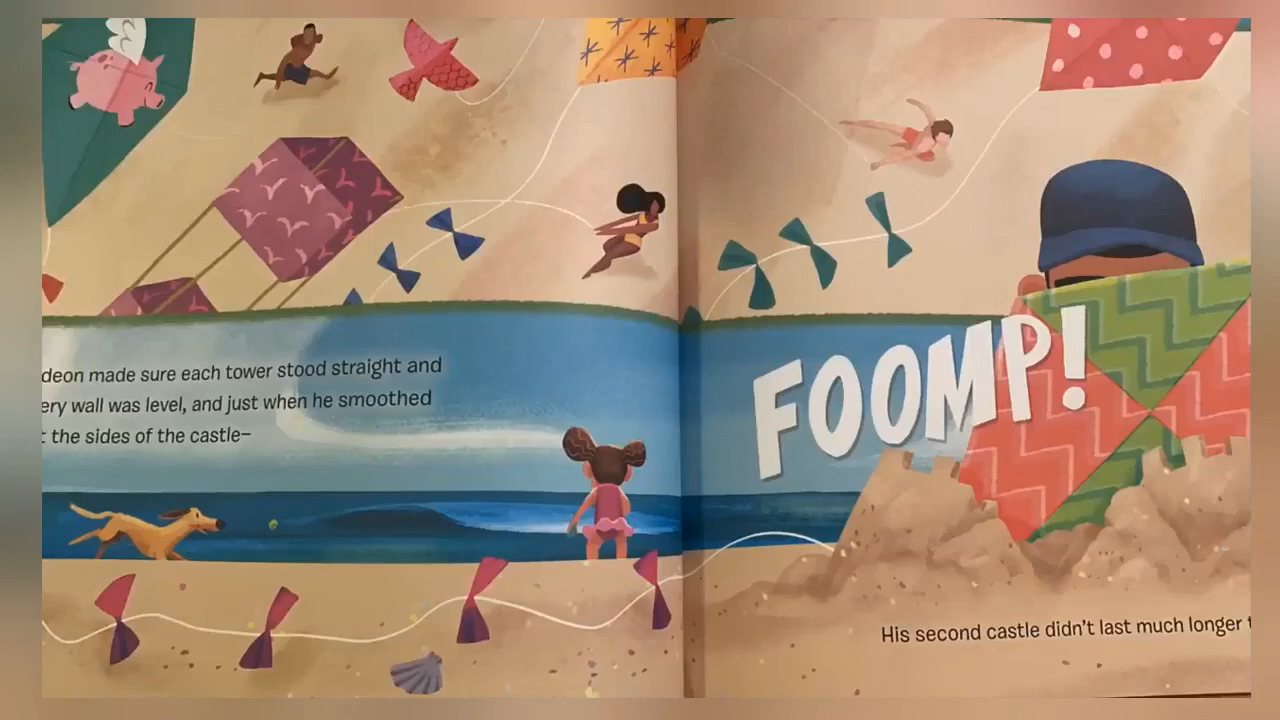 deon made sure each tower stood straight and
ery wall was level, and just when he smoothed
the sides of the castle–
FOOMP!
His second castle didn't last much longer